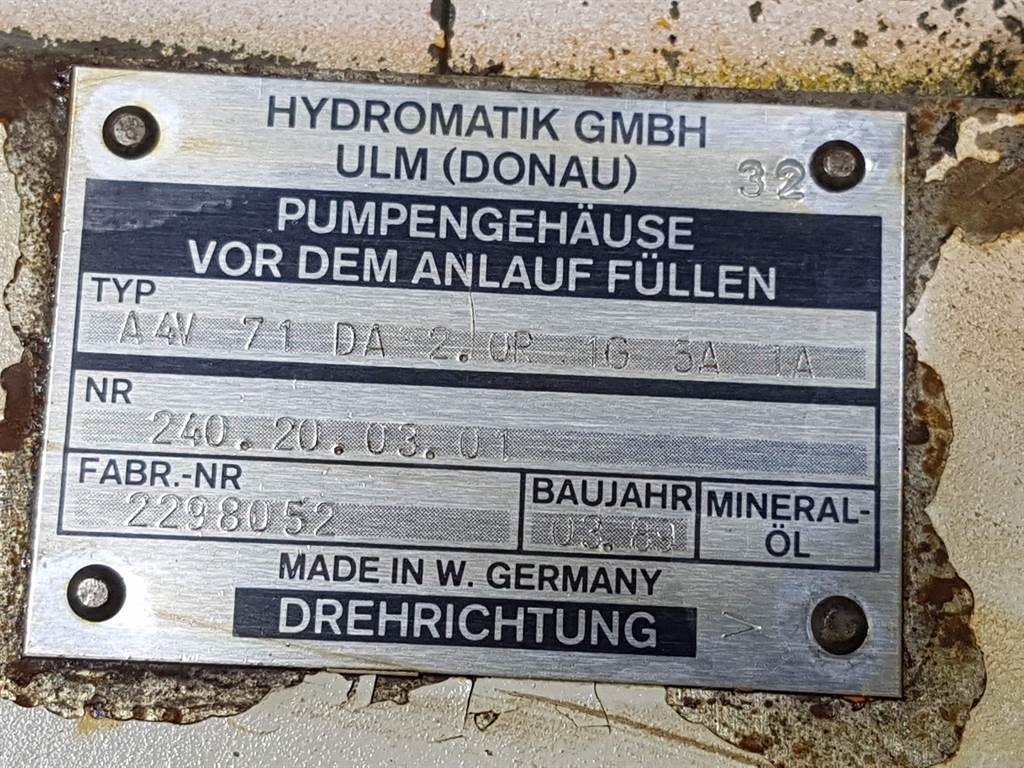 HYDROMATIK GMBH
ULM (DONAU) 32
PUMPENGEHÄUSE
VOR DEM ANLAUF FÜLLEN
TYP
A4V 71 DA 2.0R 1G 5A 1A
NR
240.20.03.01
FABR.-NR
2298052
BAUJAHR
03.89
MINERAL-
ÖL
MADE IN W. GERMANY
DREHRICHTUNG >